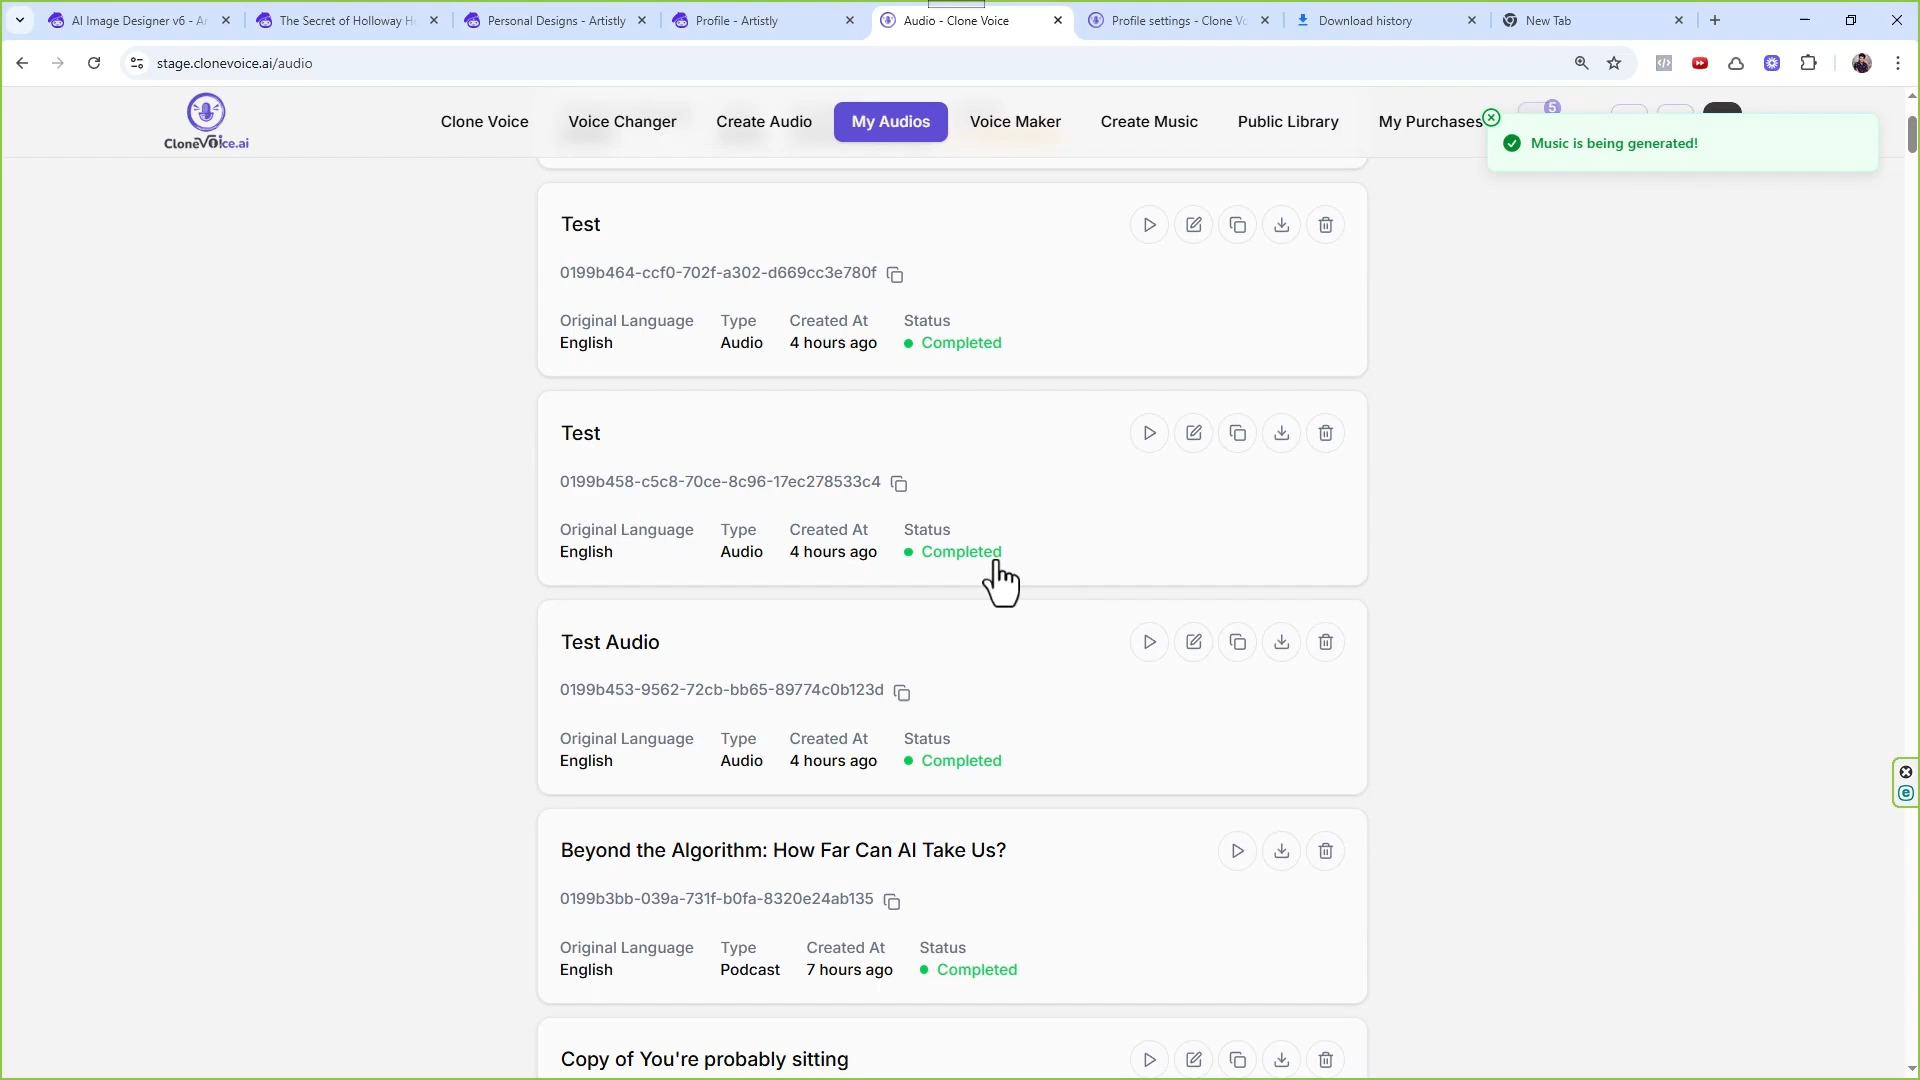 AI Image Designer v6 - Ar
The Secret of Holloway H
Personal Designs - Artistly
Profile - Artistly
Audio - Clone Voice
Profile settings - Clone Vo
Download history
New Tab
stage.clonevoice.ai/audio
CloneVoice.ai
Clone Voice
Voice Changer
Create Audio
My Audios
Voice Maker
Create Music
Public Library
My Purchases
5
Music is being generated!
Test
0199b464-ccf0-702f-a302-d669cc3e780f
Original Language Type Created At Status
English Audio 4 hours ago Completed
Test
0199b458-c5c8-70ce-8c96-17ec278533c4
Original Language Type Created At Status
English Audio 4 hours ago Completed
Test Audio
0199b453-9562-72cb-bb65-89774c0b123d
Original Language Type Created At Status
English Audio 4 hours ago Completed
Beyond the Algorithm: How Far Can AI Take Us?
0199b3bb-039a-731f-b0fa-8320e24ab135
Original Language Type Created At Status
English Podcast 7 hours ago Completed
Copy of You're probably sitting